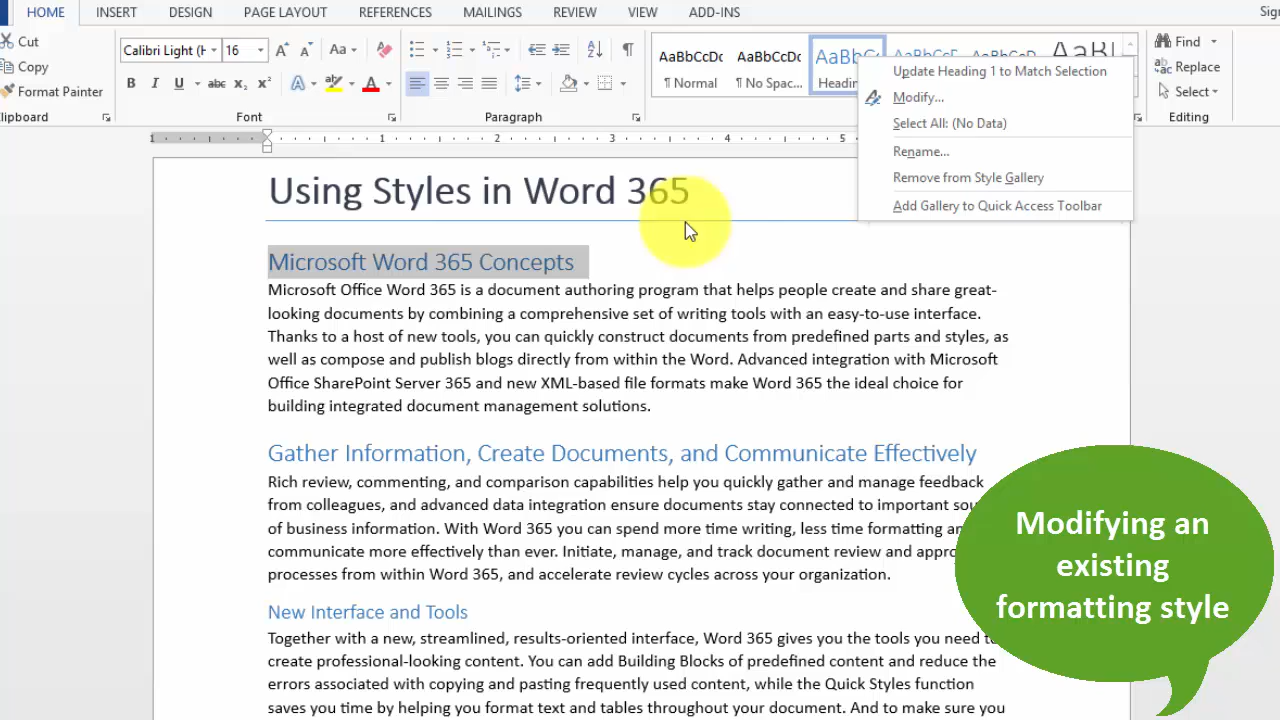 HOME INSERT DESIGN PAGE LAYOUT REFERENCES MAILINGS REVIEW VIEW ADD-INS Sig
Cut
Copy
Format Painter
lipboard
Calibri Light (H 16 Aa
B I U abc X₂ X² A A
Font
Paragraph
AaBbCcDc AaBbCcDc AaBbC
¶ Normal ¶ No Spac... Headin
Find
Replace
Select
Editing
Update Heading 1 to Match Selection
Modify...
Select All: (No Data)
Rename...
Remove from Style Gallery
Add Gallery to Quick Access Toolbar
1 1 2 3 4 5
Using Styles in Word 365
Microsoft Word 365 Concepts
Microsoft Office Word 365 is a document authoring program that helps people create and share great-
looking documents by combining a comprehensive set of writing tools with an easy-to-use interface.
Thanks to a host of new tools, you can quickly construct documents from predefined parts and styles, as
well as compose and publish blogs directly from within the Word. Advanced integration with Microsoft
Office SharePoint Server 365 and new XML-based file formats make Word 365 the ideal choice for
building integrated document management solutions.
Gather Information, Create Documents, and Communicate Effectively
Rich review, commenting, and comparison capabilities help you quickly gather and manage feedback
from colleagues, and advanced data integration ensure documents stay connected to important sou
of business information. With Word 365 you can spend more time writing, less time formatting an
communicate more effectively than ever. Initiate, manage, and track document review and appro
processes from within Word 365, and accelerate review cycles across your organization.
New Interface and Tools
Together with a new, streamlined, results-oriented interface, Word 365 gives you the tools you need t
create professional-looking content. You can add Building Blocks of predefined content and reduce the
errors associated with copying and pasting frequently used content, while the Quick Styles function
saves you time by helping you format text and tables throughout your document. And to make sure you
Modifying an
existing
formatting style